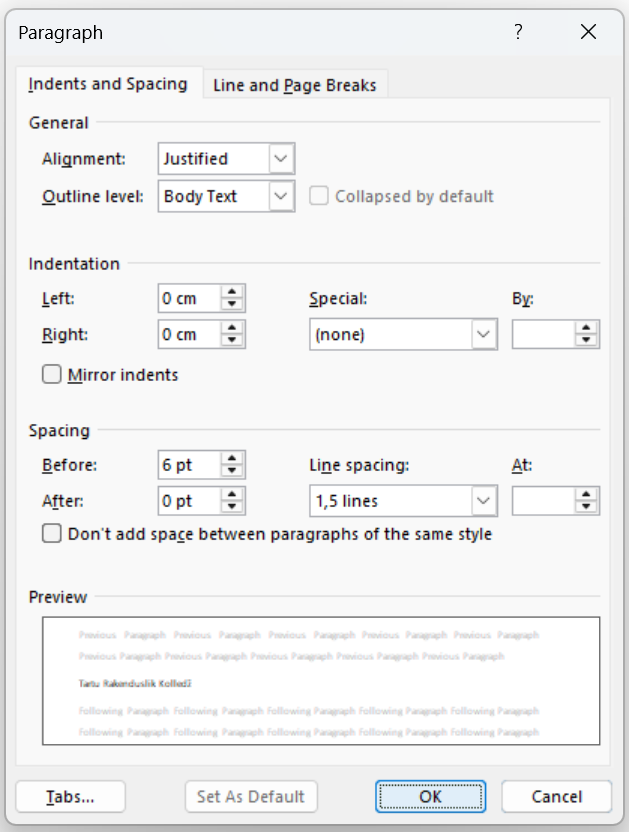 Paragraph ?
Indents and Spacing Line and Page Breaks
General
Alignment: Justified
Outline level: Body Text Collapsed by default
Indentation
Left: 0 cm Special: By:
Right: 0 cm (none)
Mirror indents
Spacing
Before: 6 pt Line spacing: At:
After: 0 pt 1,5 lines
Don't add space between paragraphs of the same style
Preview
Previous Paragraph Previous Paragraph Previous Paragraph Previous Paragraph Previous Paragraph
Previous Paragraph Previous Paragraph Previous Paragraph Previous Paragraph Previous Paragraph
Tartu Rakenduslik Kolledž
Following Paragraph Following Paragraph Following Paragraph Following Paragraph Following Paragraph
Following Paragraph Following Paragraph Following Paragraph Following Paragraph Following Paragraph
Tabs... Set As Default OK Cancel